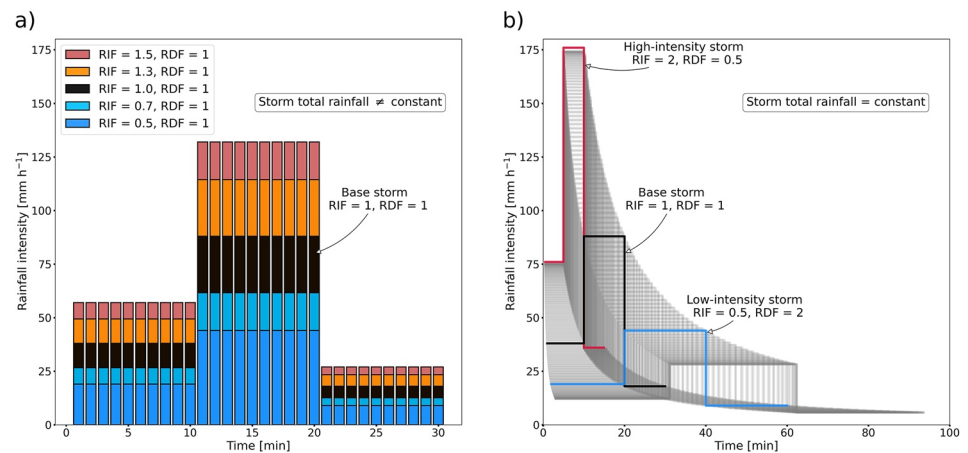 a)
175
150
125
100
75
50
25
0
Rainfall intensity [mm h⁻¹]
RIF = 1.5, RDF = 1
RIF = 1.3, RDF = 1
RIF = 1.0, RDF = 1
RIF = 0.7, RDF = 1
RIF = 0.5, RDF = 1
Storm total rainfall ≠ constant
Base storm
RIF = 1, RDF = 1
0 5 10 15 20 25 30
Time [min]
b)
175
150
125
100
75
50
25
0
Rainfall intensity [mm h⁻¹]
High-intensity storm
RIF = 2, RDF = 0.5
Storm total rainfall = constant
Base storm
RIF = 1, RDF = 1
Low-intensity storm
RIF = 0.5, RDF = 2
0 20 40 60 80 100
Time [min]